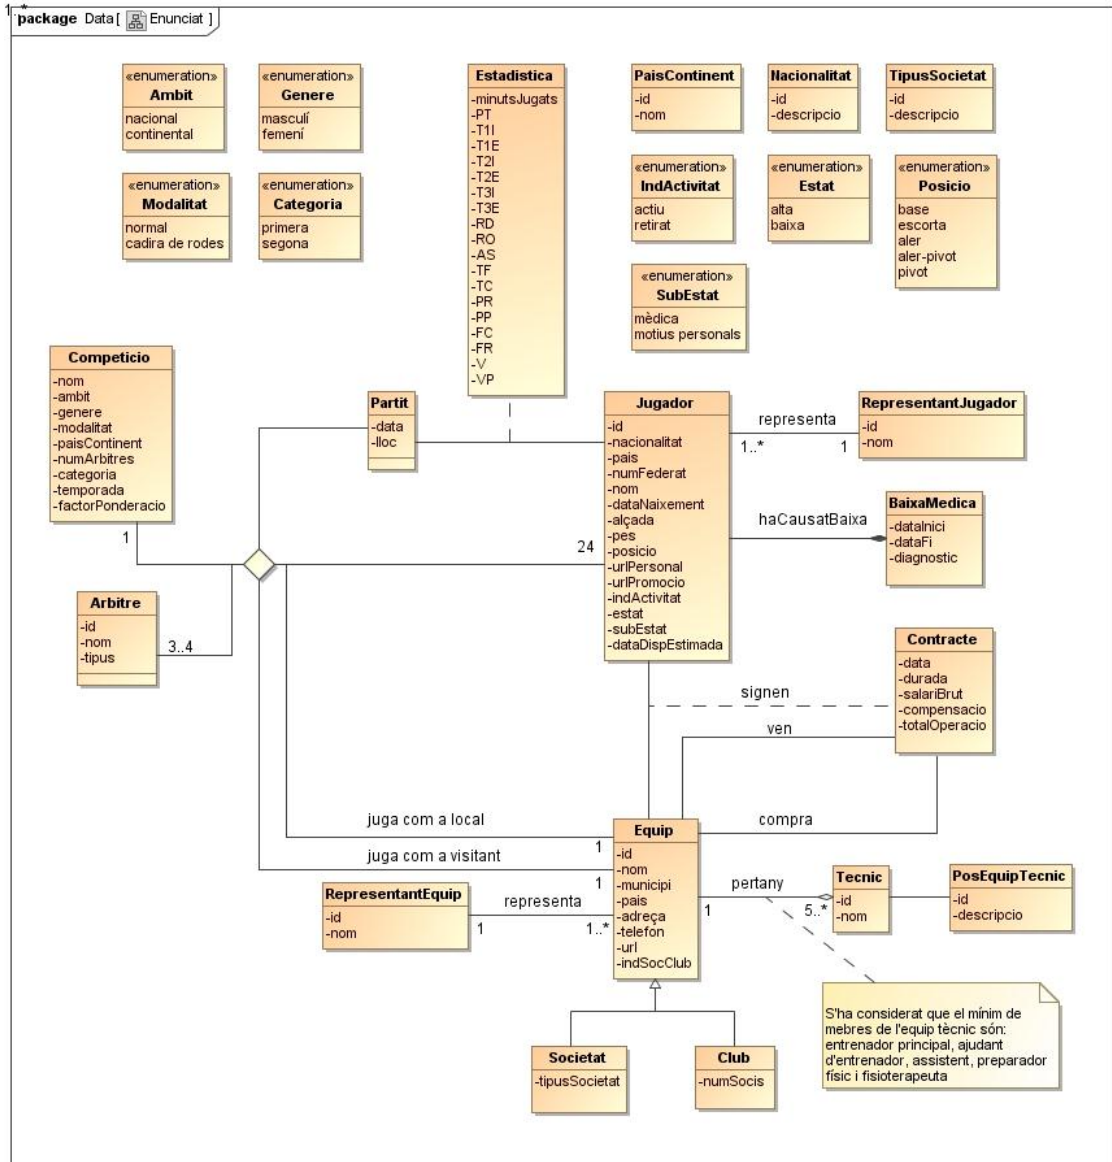 1..*
package Data [ Enunciat ]
«enumeration»
Ambit
nacional
continental
«enumeration»
Genere
masculí
femení
«enumeration»
Modalitat
normal
cadira de rodes
«enumeration»
Categoria
primera
segona
Estadistica
-minutsJugats
-PT
-T1I
-T1E
-T2I
-T2E
-T3I
-T3E
-RD
-RO
-AS
-TF
-TC
-PR
-PP
-FC
-FR
-V
-VP
PaisContinent
-id
-nom
Nacionalitat
-id
-descripcio
TipusSocietat
-id
-descripcio
«enumeration»
IndActivitat
actiu
retirat
«enumeration»
Estat
alta
baixa
«enumeration»
Posicio
base
escorta
aler
aler-pivot
pivot
«enumeration»
SubEstat
mèdica
motius personals
Competicio
-nom
-ambit
-genere
-modalitat
-paisContinent
-numArbitres
-categoria
-temporada
-factorPonderacio
1
Partit
-data
-lloc
Jugador
-id
-nacionalitat
-pais
-numFederat
-nom
-dataNaixement
-alçada
-pes
-posicio
-urlPersonal
-urlPromocio
-indActivitat
-estat
-subEstat
-dataDispEstimada
24
representa
1..*
1
RepresentantJugador
-id
-nom
haCausatBaixa
BaixaMedica
-dataInici
-dataFi
-diagnostic
Arbitre
-id
-nom
-tipus
3..4
Contracte
-data
-durada
-salariBrut
-compensacio
-totalOperacio
signen
ven
compra
juga com a local
1
juga com a visitant
1
Equip
-id
-nom
-municipi
-pais
-adreça
-telefon
-url
-indSocClub
RepresentantEquip
-id
-nom
representa
1
1..*
pertany
1
5..*
Tecnic
-id
-nom
PosEquipTecnic
-id
-descripcio
S'ha considerat que el mínim de
mebres de l'equip tècnic són:
entrenador principal, ajudant
d'entrenador, assistent, preparador
físic i fisioterapeuta
Societat
-tipusSocietat
Club
-numSocis